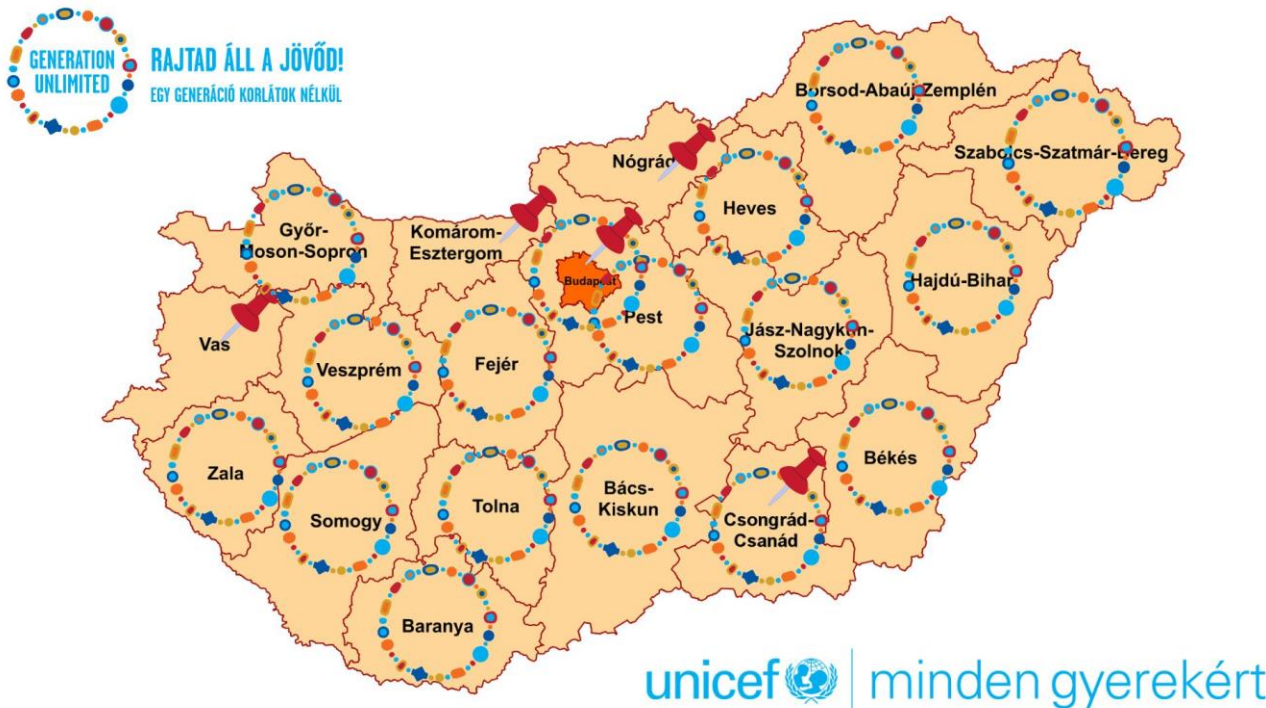 GENERATION
UNLIMITED
RAJTAD ÁLL A JÖVŐD!
EGY GENERÁCIÓ KORLÁTOK NÉLKÜL
Borsod-Abaúj-Zemplén
Szabolcs-Szatmár-Bereg
Nógrád
Heves
Győr-
Moson-Sopron
Komárom-
Esztergom
Budapest
Hajdú-Bihar
Pest
Jász-Nagykun-
Szolnok
Vas
Veszprém
Fejér
Zala
Somogy
Tolna
Bács-
Kiskun
Csongrád-
Csanád
Békés
Baranya
unicef
minden gyerekért